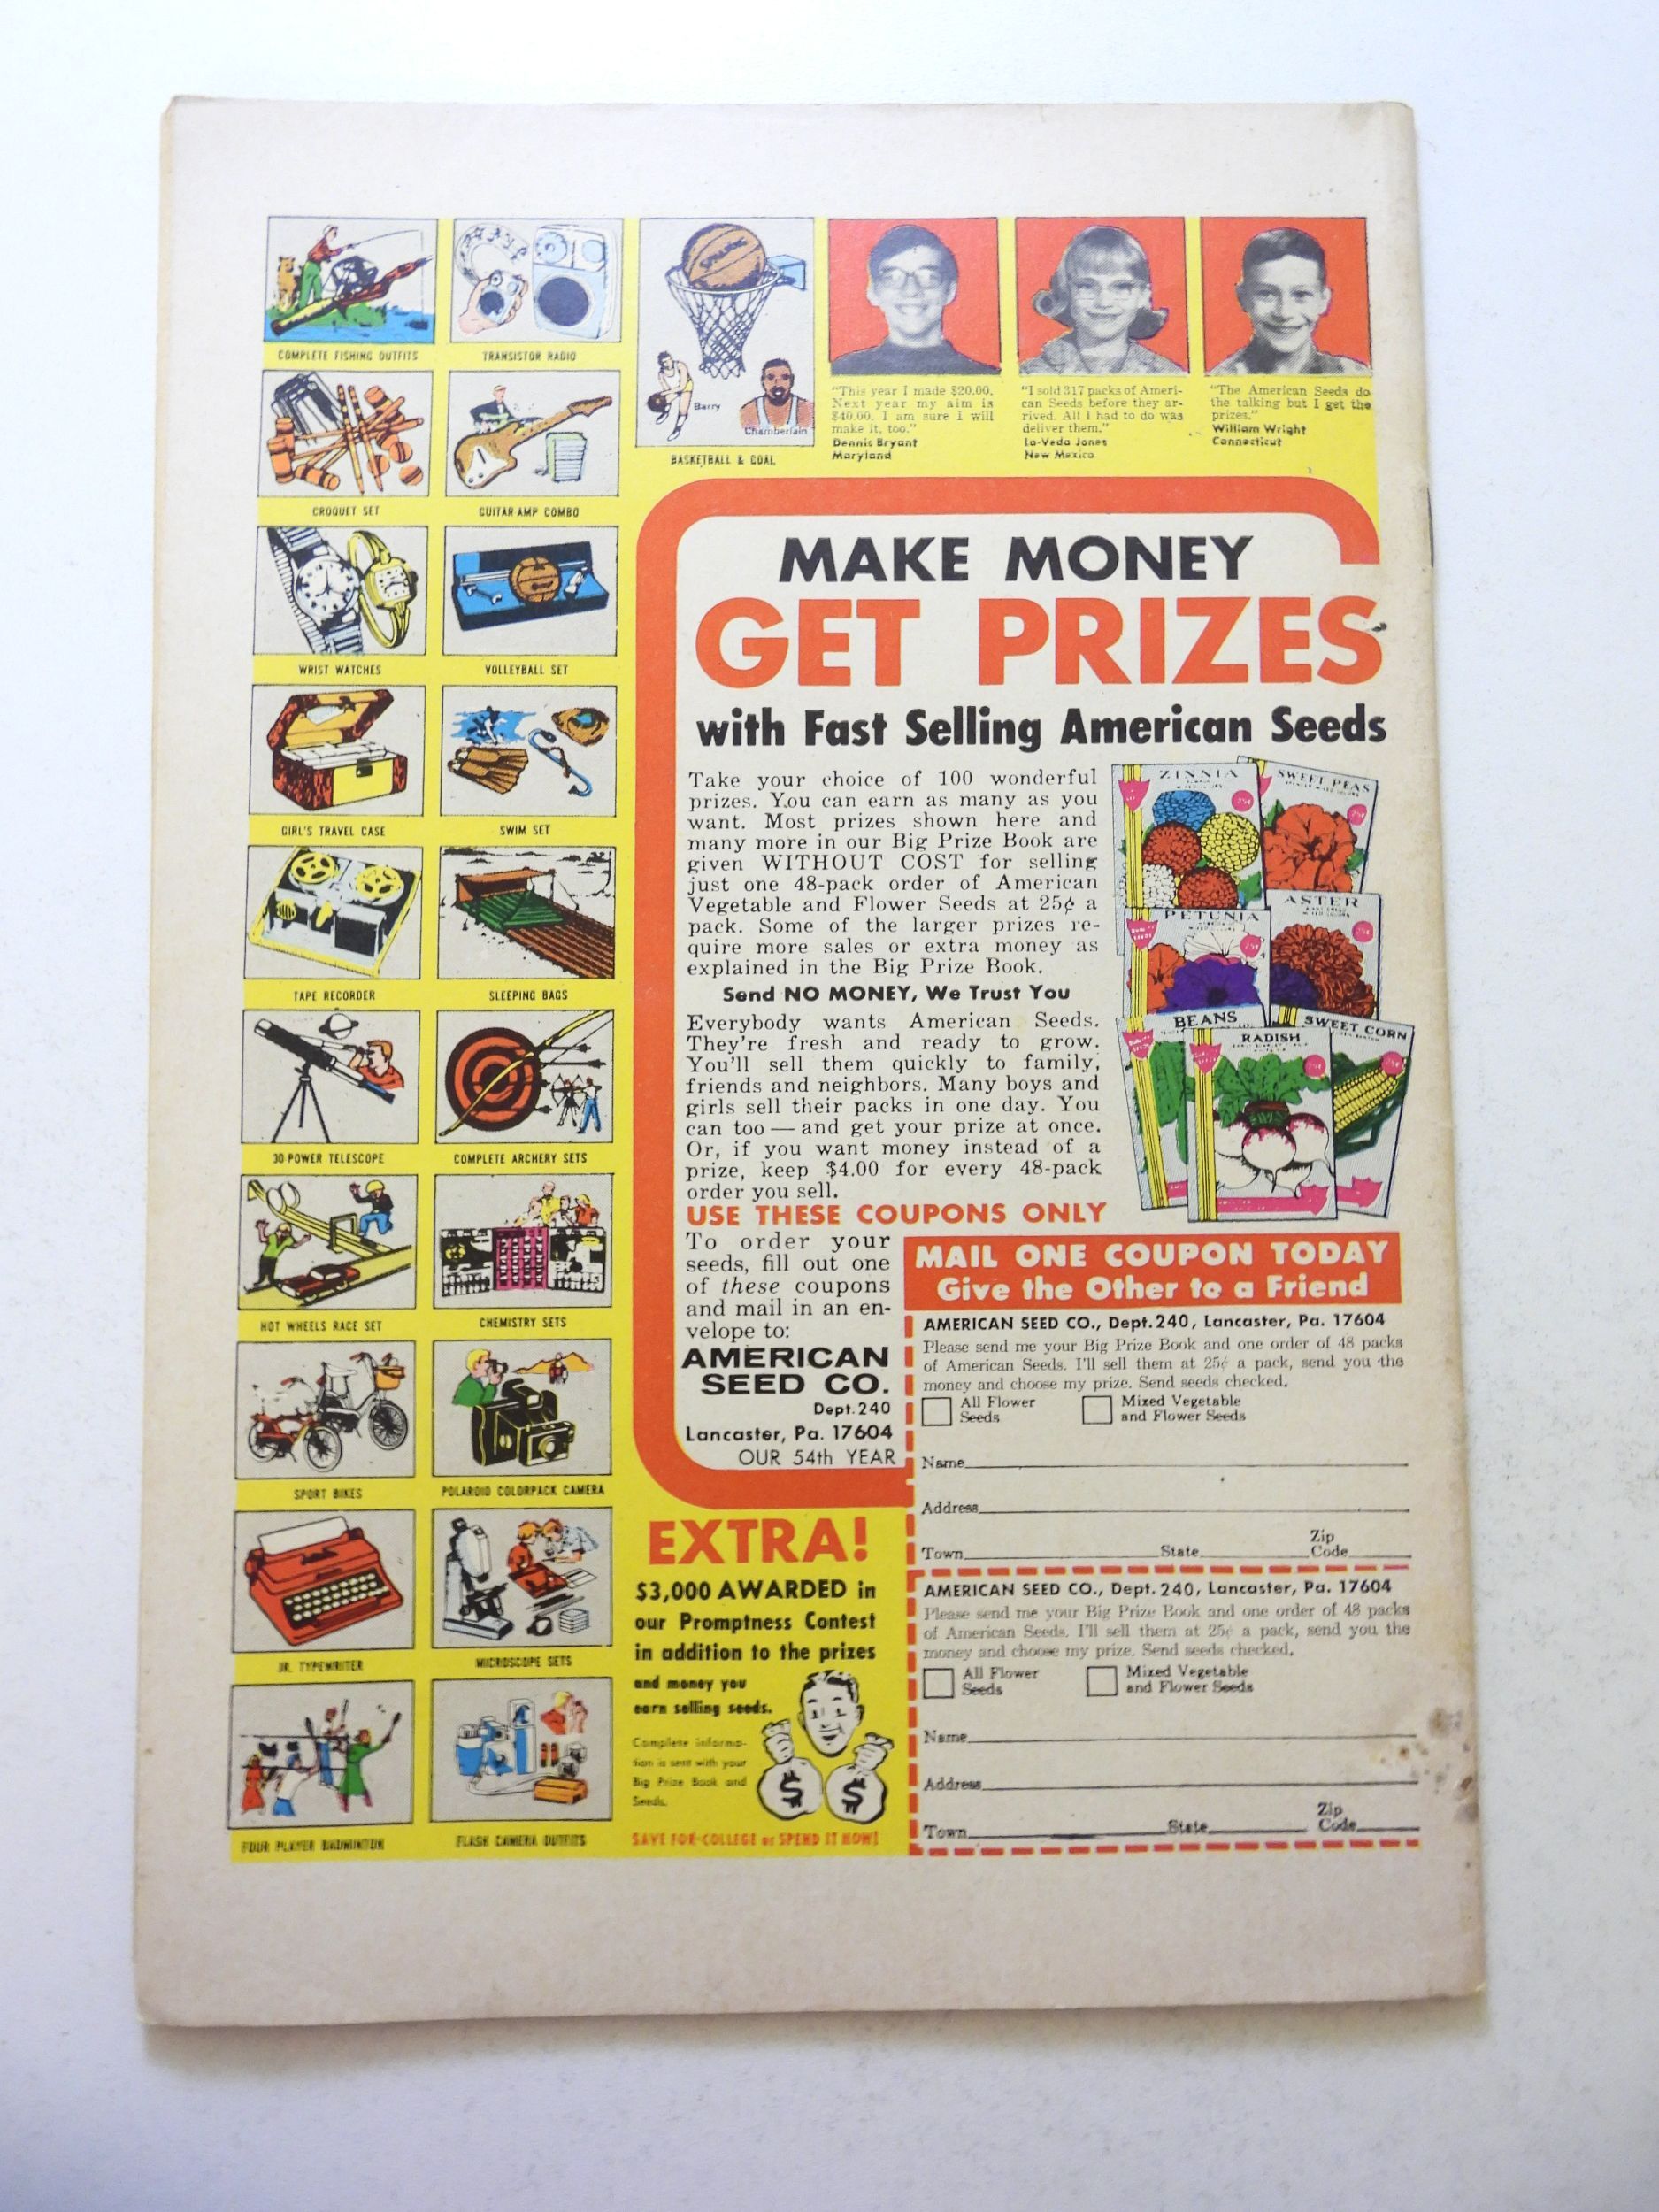 COMPLETE FISHING OUTFITS
TRANSISTOR RADIO
Spalding
Barry
Chamberlain
BASKETBALL & GOAL
"This year I made $20.00.
Next year my aim is
$40.00. I am sure I will
make it, too."
Dennis Bryant
Maryland
"I sold 317 packs of Ameri-
can Seeds before they ar-
rived. All I had to do was
deliver them."
La-Veda Jones
New Mexico
"The American Seeds do
the talking but I get the
prizes."
William Wright
Connecticut
CROQUET SET
GUITAR-AMP COMBO
WRIST WATCHES
VOLLEYBALL SET
GIRL'S TRAVEL CASE
SWIM SET
TAPE RECORDER
SLEEPING BAGS
30 POWER TELESCOPE
COMPLETE ARCHERY SETS
HOT WHEELS RACE SET
CHEMISTRY SETS
SPORT BIKES
POLAROID COLORPACK CAMERA
JR. TYPEWRITER
MICROSCOPE SETS
FOUR PLAYER BADMINTON
FLASH CAMERA OUTFITS
MAKE MONEY
GET PRIZES
with Fast Selling American Seeds
Take your choice of 100 wonderful
prizes. You can earn as many as you
want. Most prizes shown here and
many more in our Big Prize Book are
given WITHOUT COST for selling
just one 48-pack order of American
Vegetable and Flower Seeds at 25¢ a
pack. Some of the larger prizes re-
quire more sales or extra money as
explained in the Big Prize Book.
Send NO MONEY, We Trust You
Everybody wants American Seeds.
They're fresh and ready to grow.
You'll sell them quickly to family,
friends and neighbors. Many boys and
girls sell their packs in one day. You
can too — and get your prize at once.
Or, if you want money instead of a
prize, keep $4.00 for every 48-pack
order you sell.
ZINNIA
SWEET PEAS
PETUNIA
ASTER
BEANS
RADISH
SWEET CORN
USE THESE COUPONS ONLY
To order your
seeds, fill out one
of these coupons
and mail in an en-
velope to:
AMERICAN
SEED CO.
Dept. 240
Lancaster, Pa. 17604
OUR 54th YEAR
MAIL ONE COUPON TODAY
Give the Other to a Friend
AMERICAN SEED CO., Dept. 240, Lancaster, Pa. 17604
Please send me your Big Prize Book and one order of 48 packs
of American Seeds. I'll sell them at 25¢ a pack, send you the
money and choose my prize. Send seeds checked.
All Flower
Seeds
Mixed Vegetable
and Flower Seeds
Name
Address
Town State Zip
Code
AMERICAN SEED CO., Dept. 240, Lancaster, Pa. 17604
Please send me your Big Prize Book and one order of 48 packs
of American Seeds. I'll sell them at 25¢ a pack, send you the
money and choose my prize. Send seeds checked.
All Flower
Seeds
Mixed Vegetable
and Flower Seeds
Name
Address
Town State Zip
Code
EXTRA!
$3,000 AWARDED in
our Promptness Contest
in addition to the prizes
and money you
earn selling seeds.
Complete informa-
tion is sent with your
Big Prize Book and
Seeds.
$ $
SAVE FOR COLLEGE or SPEND IT NOW!